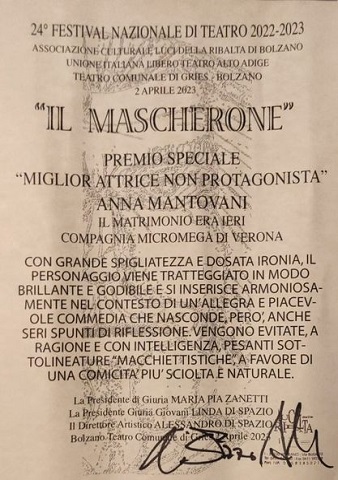 24° FESTIVAL NAZIONALE DI TEATRO 2022-2023
ASSOCIAZIONE CULTURALE LUCI DELLA RIBALTA DI BOLZANO
UNIONE ITALIANA LIBERO TEATRO ALTO ADIGE
TEATRO COMUNALE DI GRIES - BOLZANO
2 APRILE 2023
"IL MASCHERONE"
PREMIO SPECIALE
"MIGLIOR ATTRICE NON PROTAGONISTA"
ANNA MANTOVANI
IL MATRIMONIO ERA IERI
COMPAGNIA MICROMEGA DI VERONA
CON GRANDE SPIGLIATEZZA E DOSATA IRONIA, IL
PERSONAGGIO VIENE TRATTEGGIATO IN MODO
BRILLANTE E GODIBILE E SI INSERISCE ARMONIOSA-
MENTE NEL CONTESTO DI UN'ALLEGRA E PIACEV-
OLE COMMEDIA CHE NASCONDE, PERO', ANCHE
SERI SPUNTI DI RIFLESSIONE. VENGONO EVITATE, A
RAGIONE E CON INTELLIGENZA, PESANTI SOT-
TOLINEATURE "MACCHIETTISTICHE", A FAVORE DI
UNA COMICITA' PIU' SCIOLTA E NATURALE.
La Presidente di Giuria MARIA PIA ZANETTI
La Presidente Giuria Giovani LINDA DI SPAZIO
Il Direttore Artistico ALESSANDRO DI SPAZIO
Bolzano Teatro Comunale di Gries 2 Aprile 2023